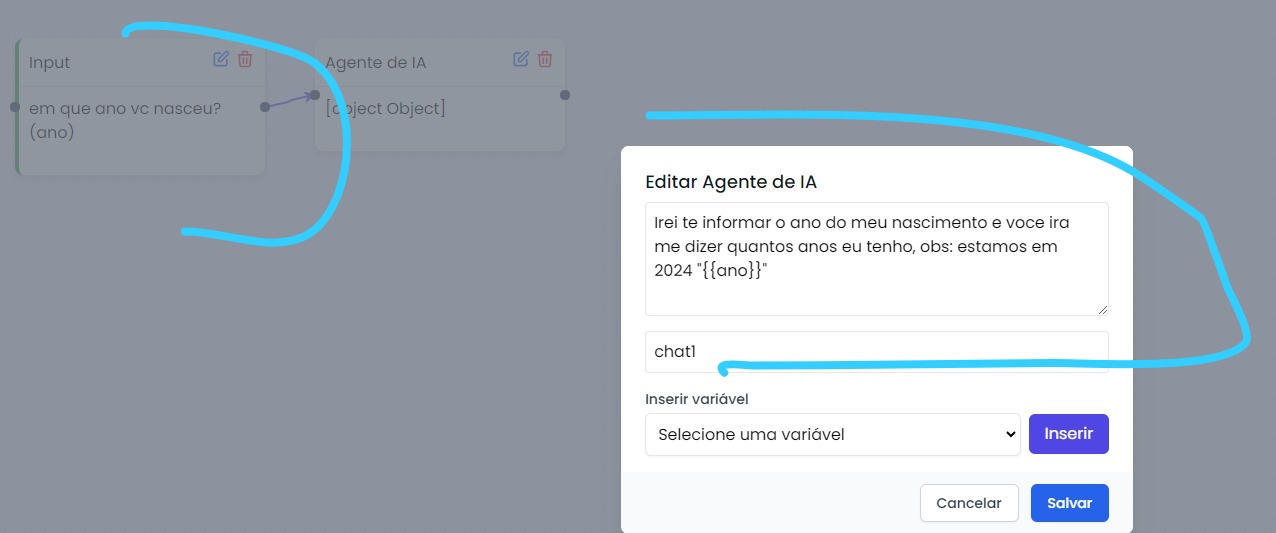 Input
em que ano vc nasceu?
(ano)
Agente de IA
[object Object]
Editar Agente de IA
Irei te informar o ano do meu nascimento e voce ira
me dizer quantos anos eu tenho, obs: estamos em
2024 "{{ano}}"
chat1
Inserir variável
Selecione uma variável
Inserir
Cancelar
Salvar